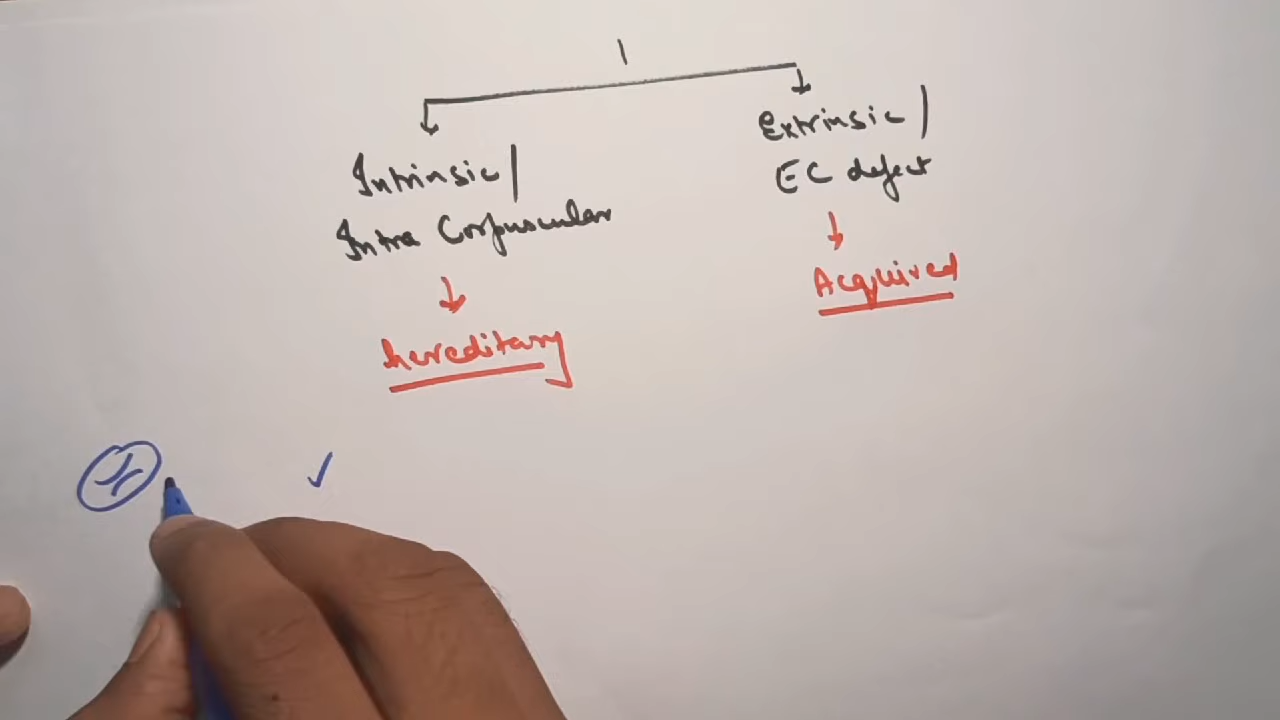 Intrinsic/
Intra Corpuscular
hereditary
Extrinsic/
EC defect
Acquired